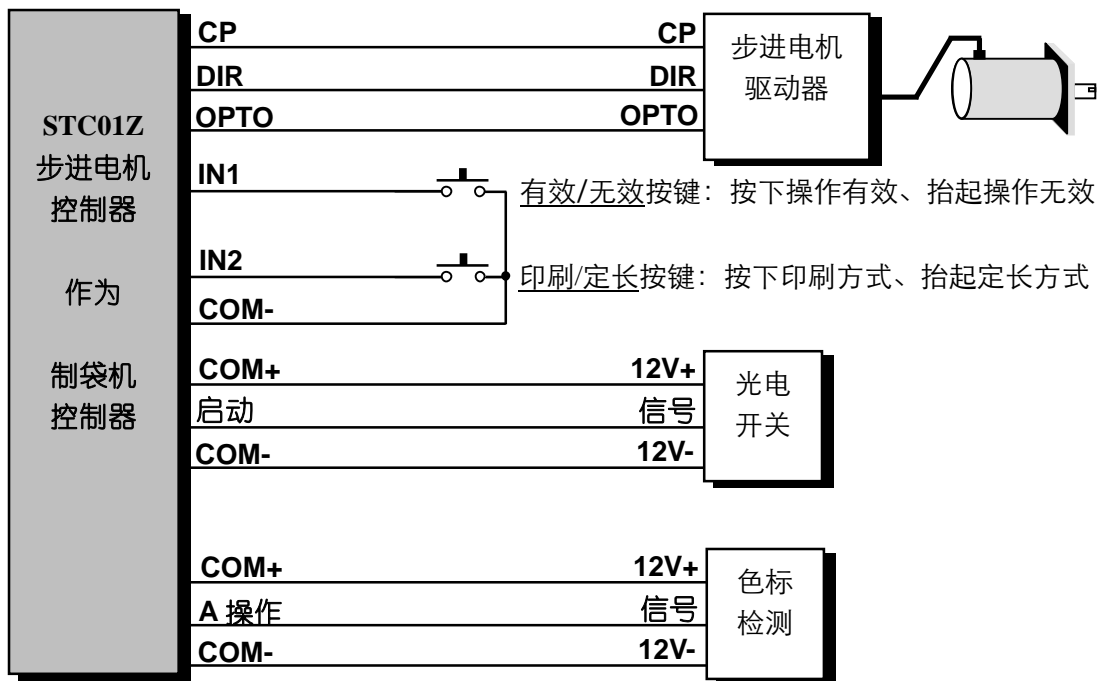 STC01Z
步进电机
控制器
作为
制袋机
控制器
CP
CP
DIR
DIR
OPTO
OPTO
步进电机
驱动器
IN1
有效/无效按键：按下操作有效、抬起操作无效
IN2
印刷/定长按键：按下印刷方式、抬起定长方式
COM-
COM+
12V+
启动
信号
COM-
12V-
光电
开关
COM+
12V+
A 操作
信号
COM-
12V-
色标
检测